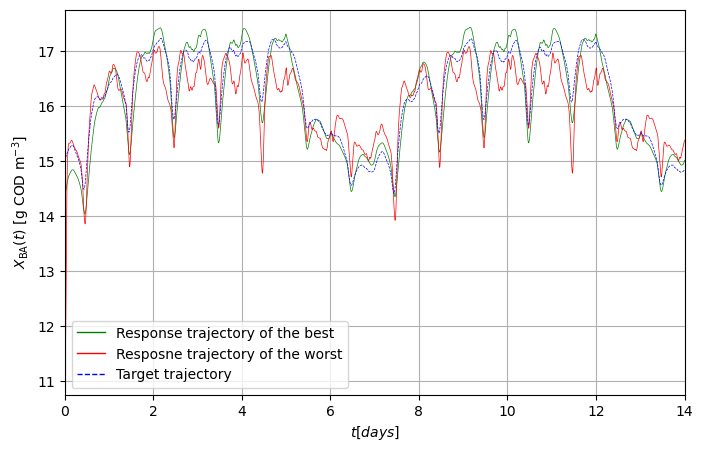 17
16
15
14
13
12
11
X_BA(t) [g COD m⁻³]
Response trajectory of the best
Resposne trajectory of the worst
Target trajectory
0 2 4 6 8 10 12 14
t[days]